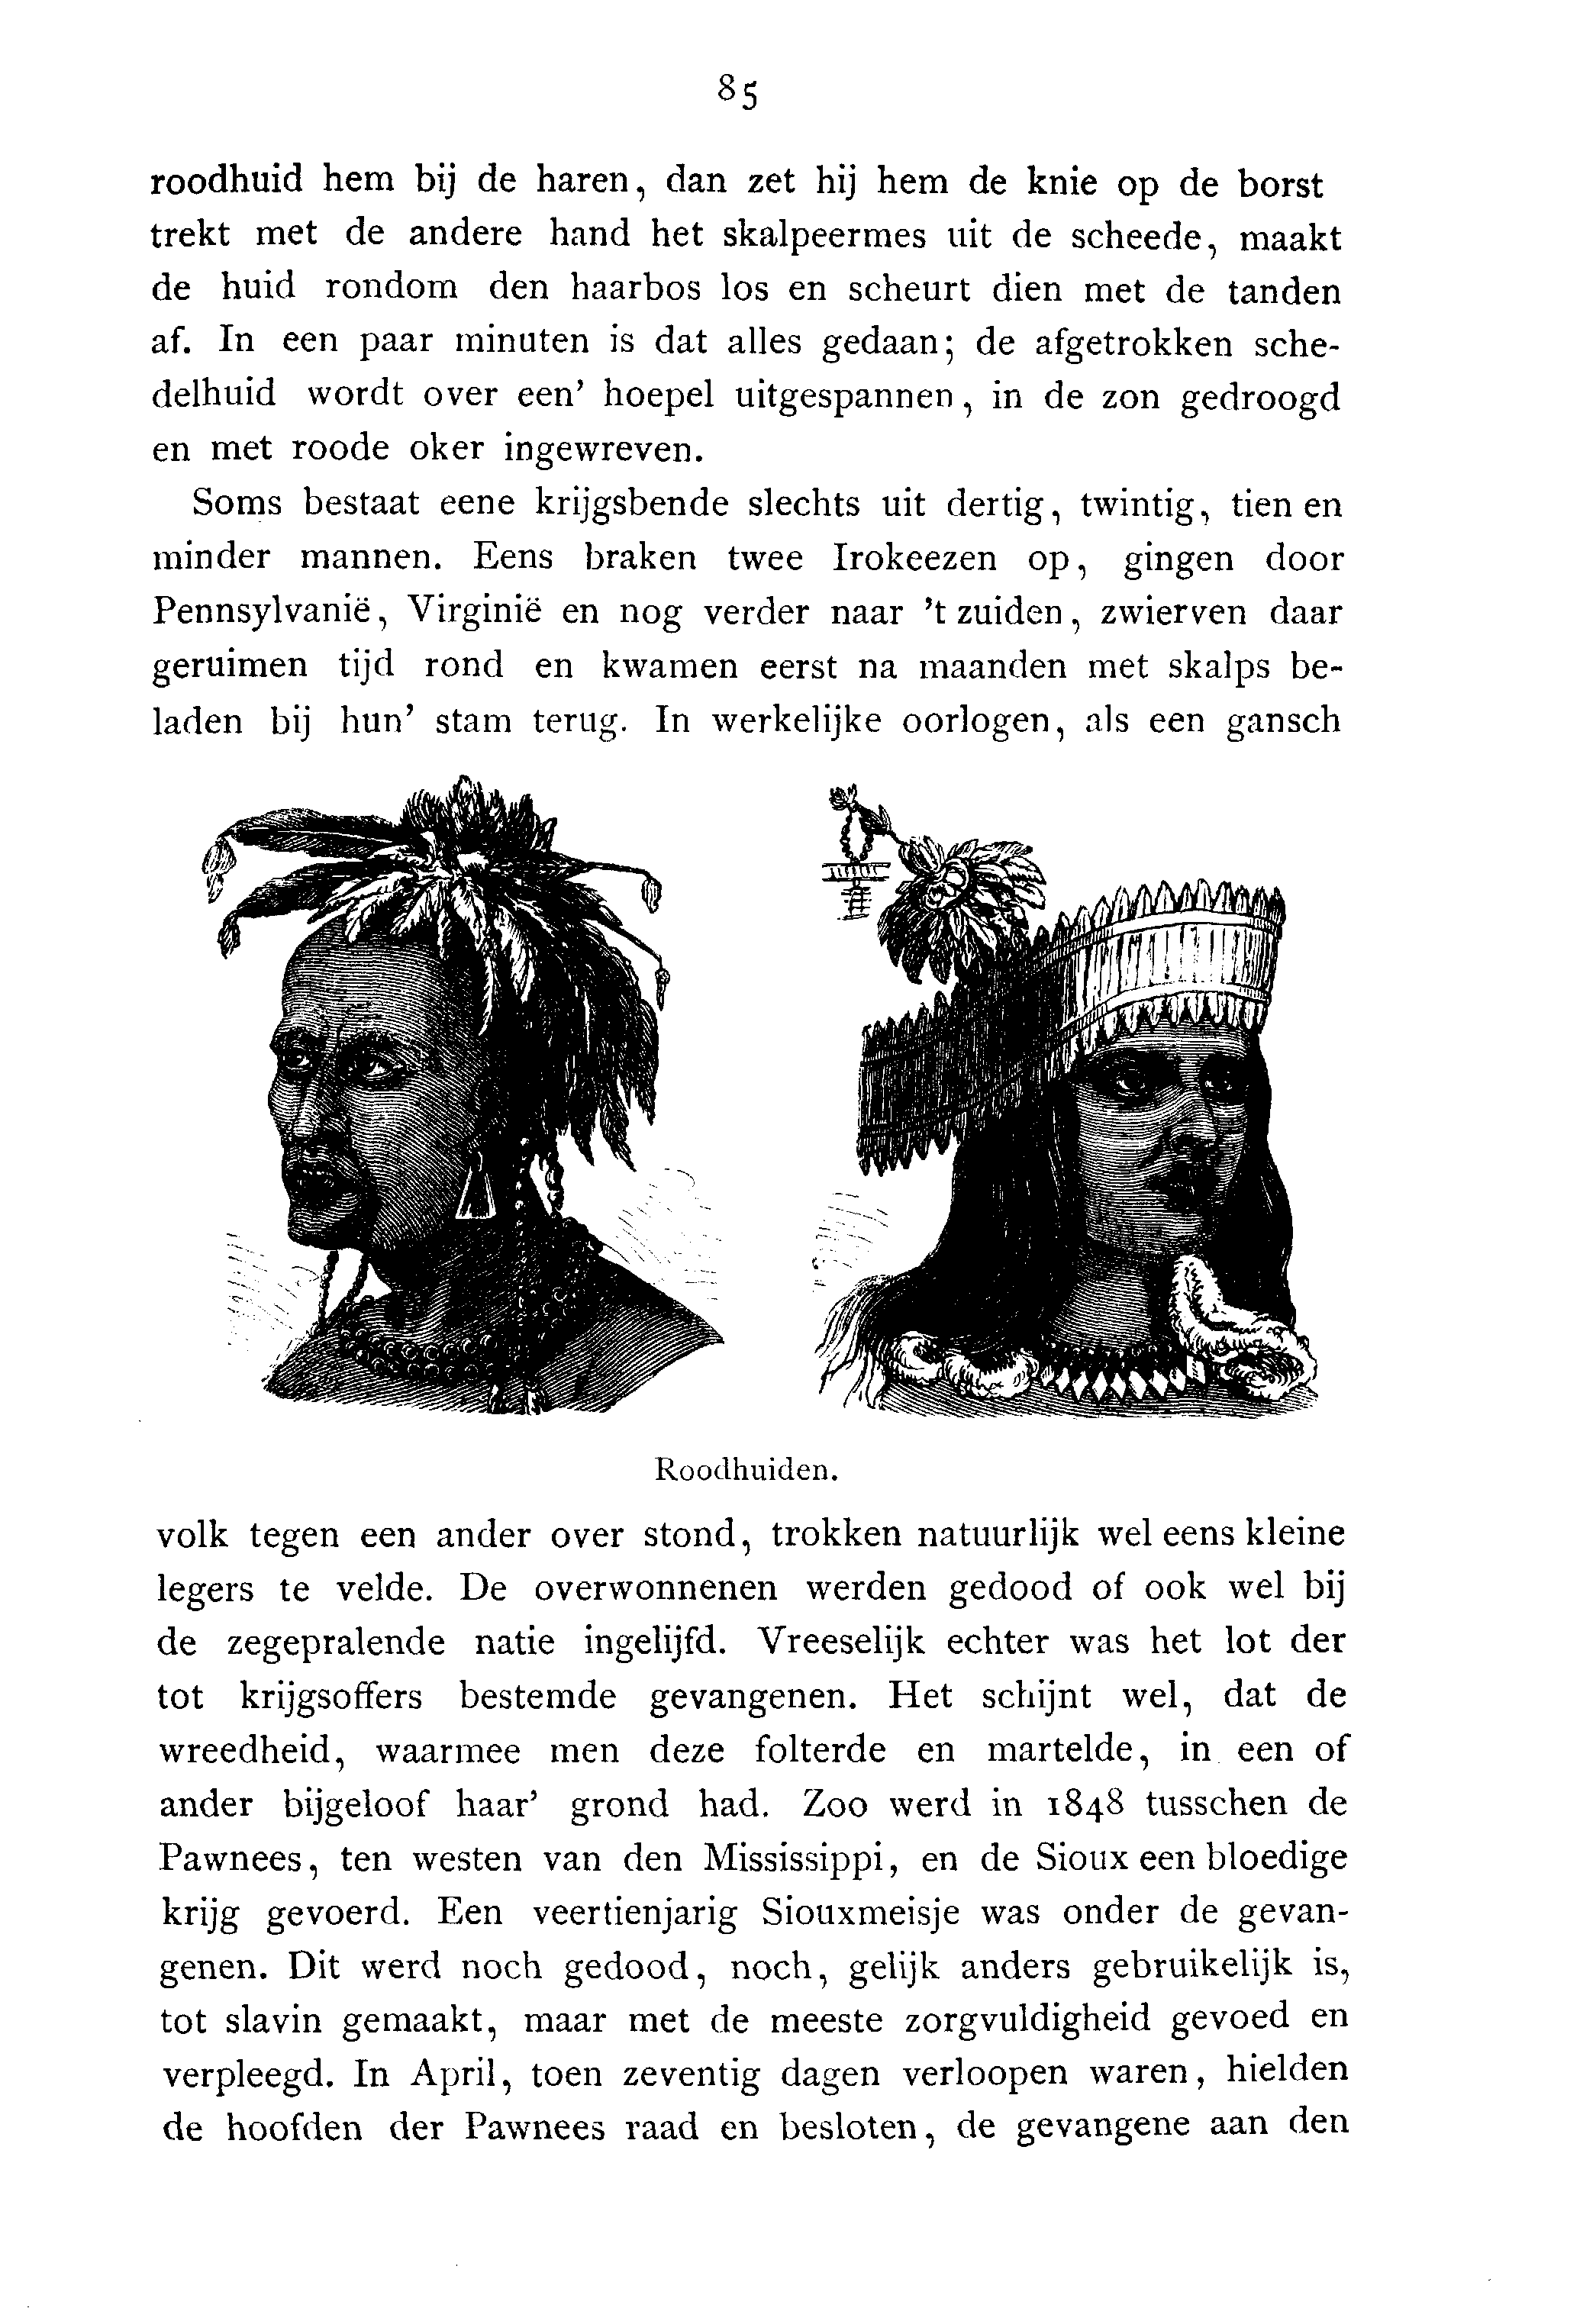 85
roodhuid hem bij de haren, dan zet hij hem de knie op de borst
trekt met de andere hand het skalpeermes uit de scheede, maakt
de huid rondom den haarbos los en scheurt dien met de tanden
af. In een paar minuten is dat alles gedaan; de afgetrokken sche-
delhuid wordt over een' hoepel uitgespannen, in de zon gedroogd
en met roode oker ingewreven.
Soms bestaat eene krijgsbende slechts uit dertig, twintig, tien en
minder mannen. Eens braken twee Irokeezen op, gingen door
Pennsylvanië, Virginië en nog verder naar 't zuiden, zwierven daar
geruimen tijd rond en kwamen eerst na maanden met skalps be-
laden bij hun' stam terug. In werkelijke oorlogen, als een gansch
Roodhuiden.
volk tegen een ander over stond, trokken natuurlijk wel eens kleine
legers te velde. De overwonnenen werden gedood of ook wel bij
de zegepralende natie ingelijfd. Vreeselijk echter was het lot der
tot krijgsoffers bestemde gevangenen. Het schijnt wel, dat de
wreedheid, waarmee men deze folterde en martelde, in een of
ander bijgeloof haar' grond had. Zoo werd in 1848 tusschen de
Pawnees, ten westen van den Mississippi, en de Sioux een bloedige
krijg gevoerd. Een veertienjarig Siouxmeisje was onder de gevan-
genen. Dit werd noch gedood, noch, gelijk anders gebruikelijk is,
tot slavin gemaakt, maar met de meeste zorgvuldigheid gevoed en
verpleegd. In April, toen zeventig dagen verloopen waren, hielden
de hoofden der Pawnees raad en besloten, de gevangene aan den